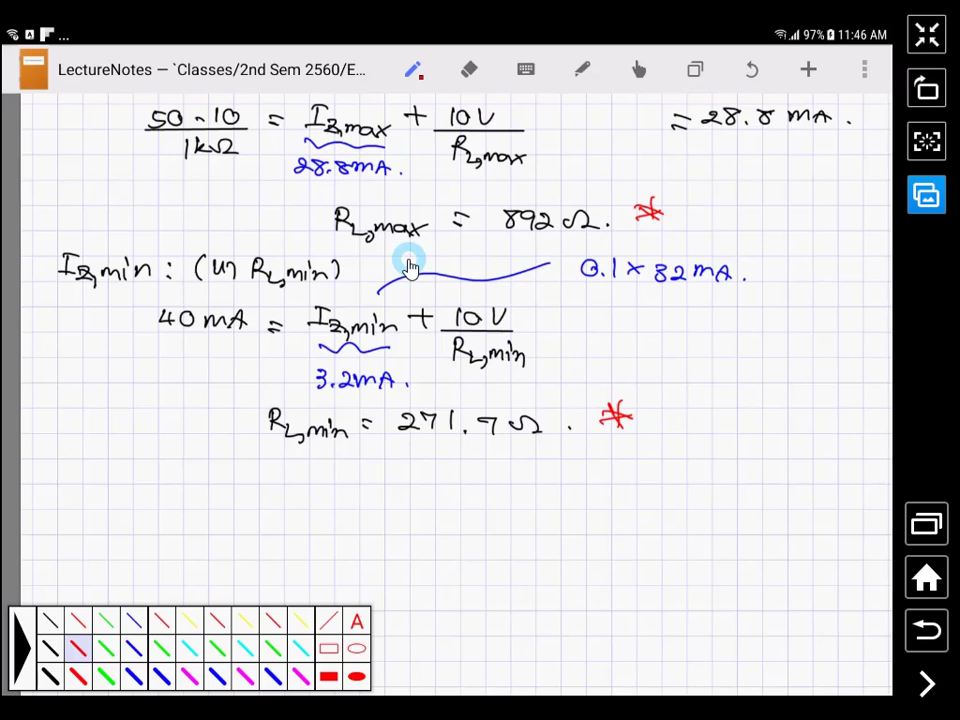 97% 11:46 AM
LectureNotes — `Classes/2nd Sem 2560/E...
50-10 / 1kΩ = IZ,max + 10V / RL,max = 28.8 mA.
28.8mA.
RL,max = 892 Ω. *
IZ,min : (หา RL,min) 0.1 x 32 mA.
40 mA = IZ,min + 10V / RL,min
3.2mA.
RL,min = 271.7 Ω. *
A